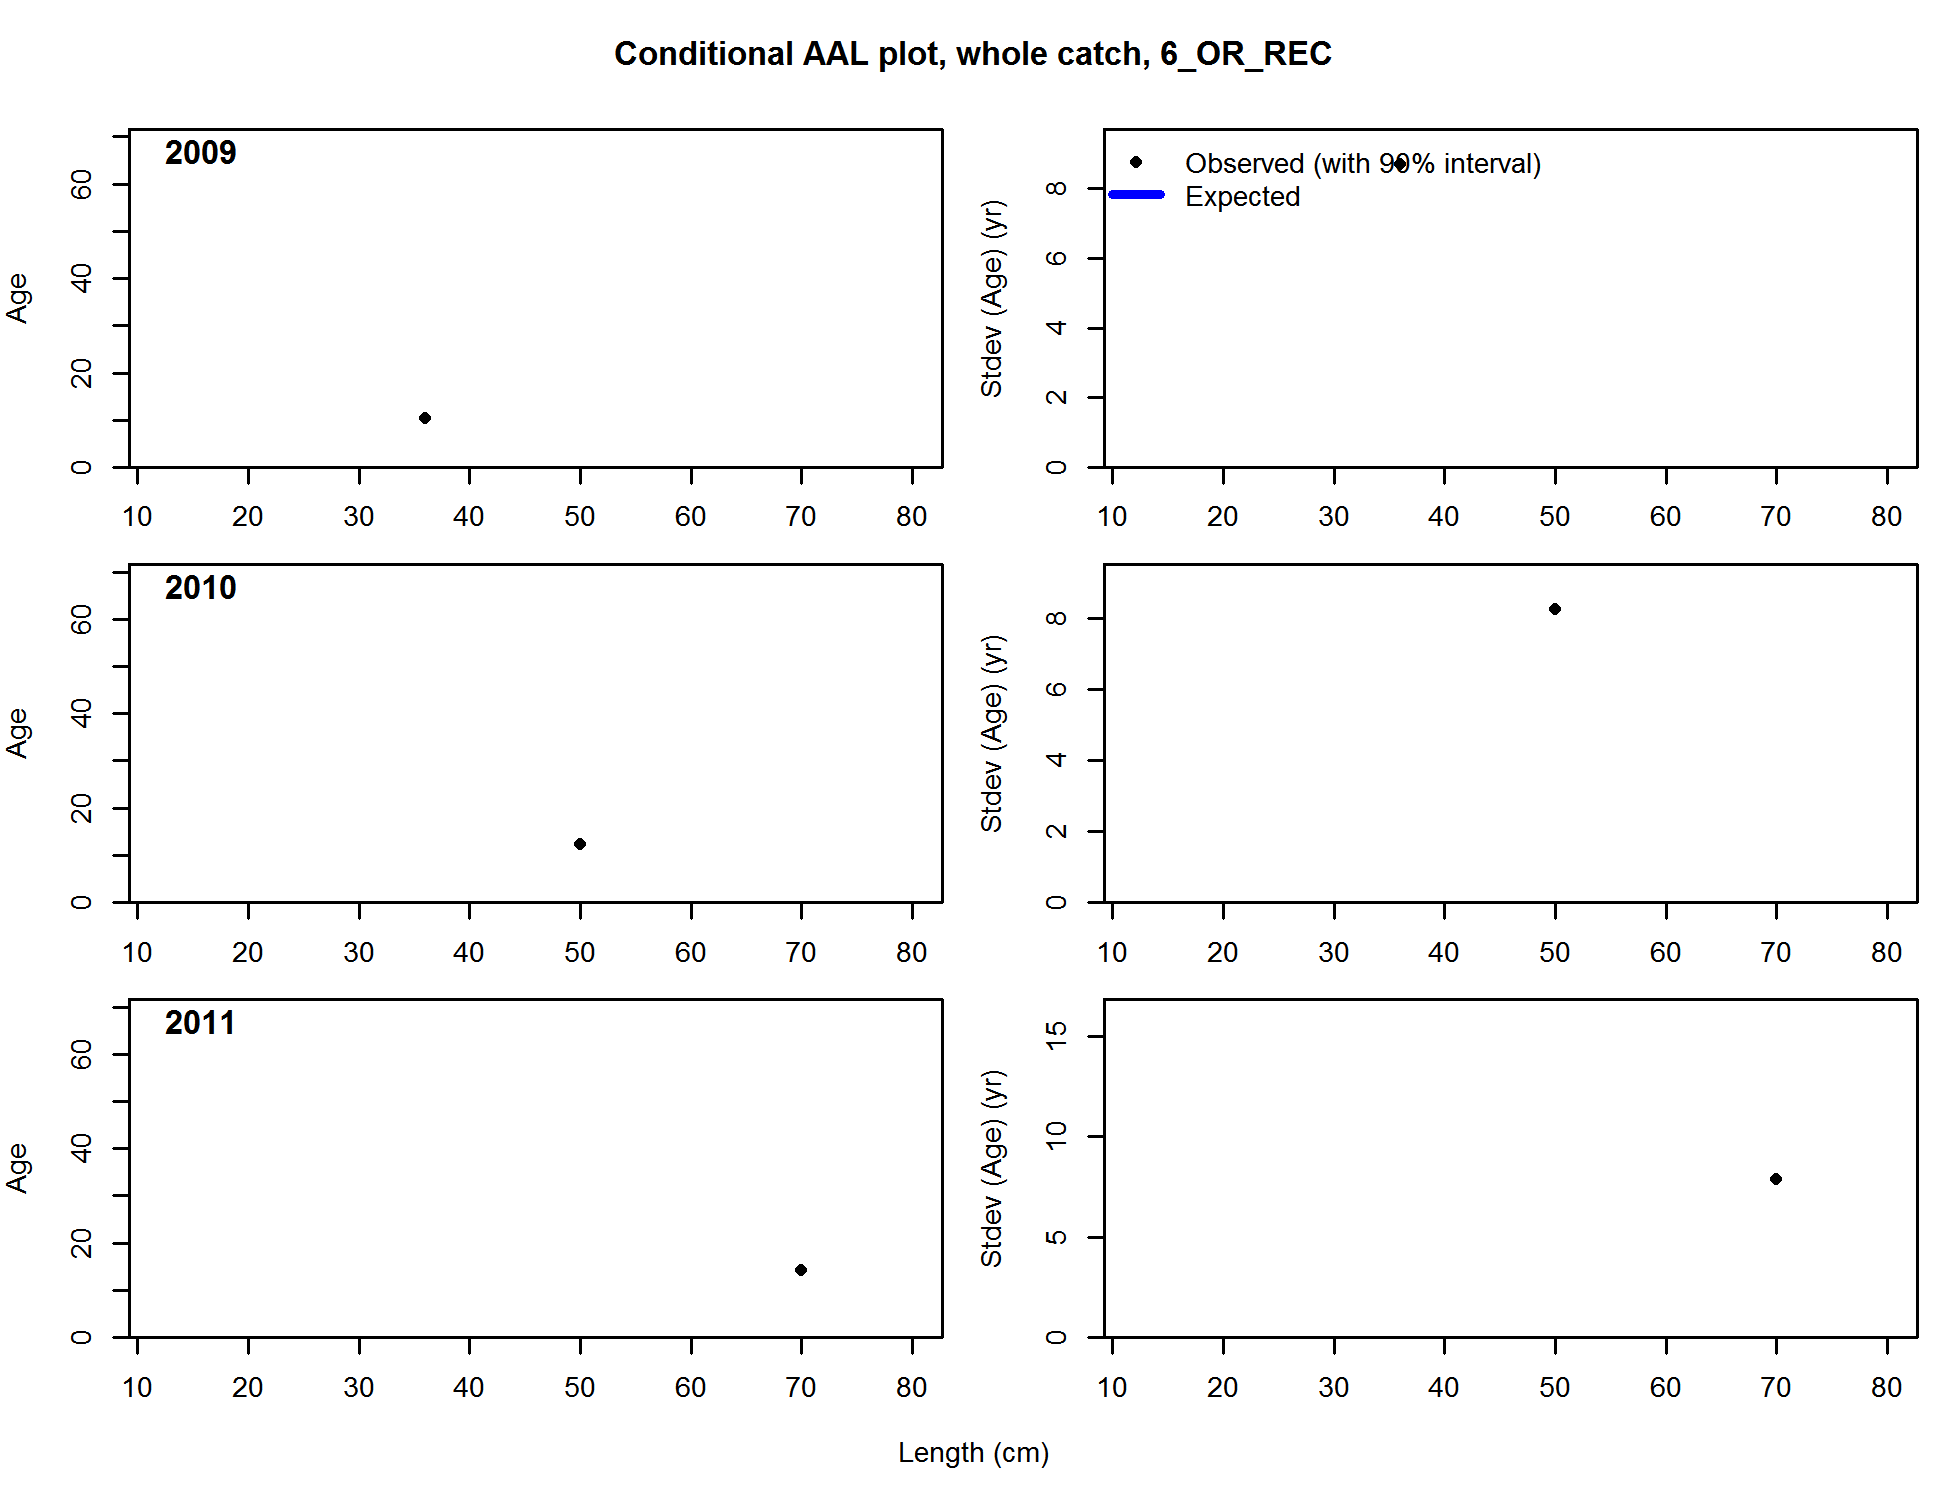 Conditional AAL plot, whole catch, 6_OR_REC
2009
Age
0 20 40 60
10 20 30 40 50 60 70 80
Observed (with 90% interval)
Expected
Stdev (Age) (yr)
0 2 4 6 8
10 20 30 40 50 60 70 80
2010
Age
0 20 40 60
10 20 30 40 50 60 70 80
Stdev (Age) (yr)
0 2 4 6 8
10 20 30 40 50 60 70 80
2011
Age
0 20 40 60
10 20 30 40 50 60 70 80
Stdev (Age) (yr)
0 5 10 15
10 20 30 40 50 60 70 80
Length (cm)